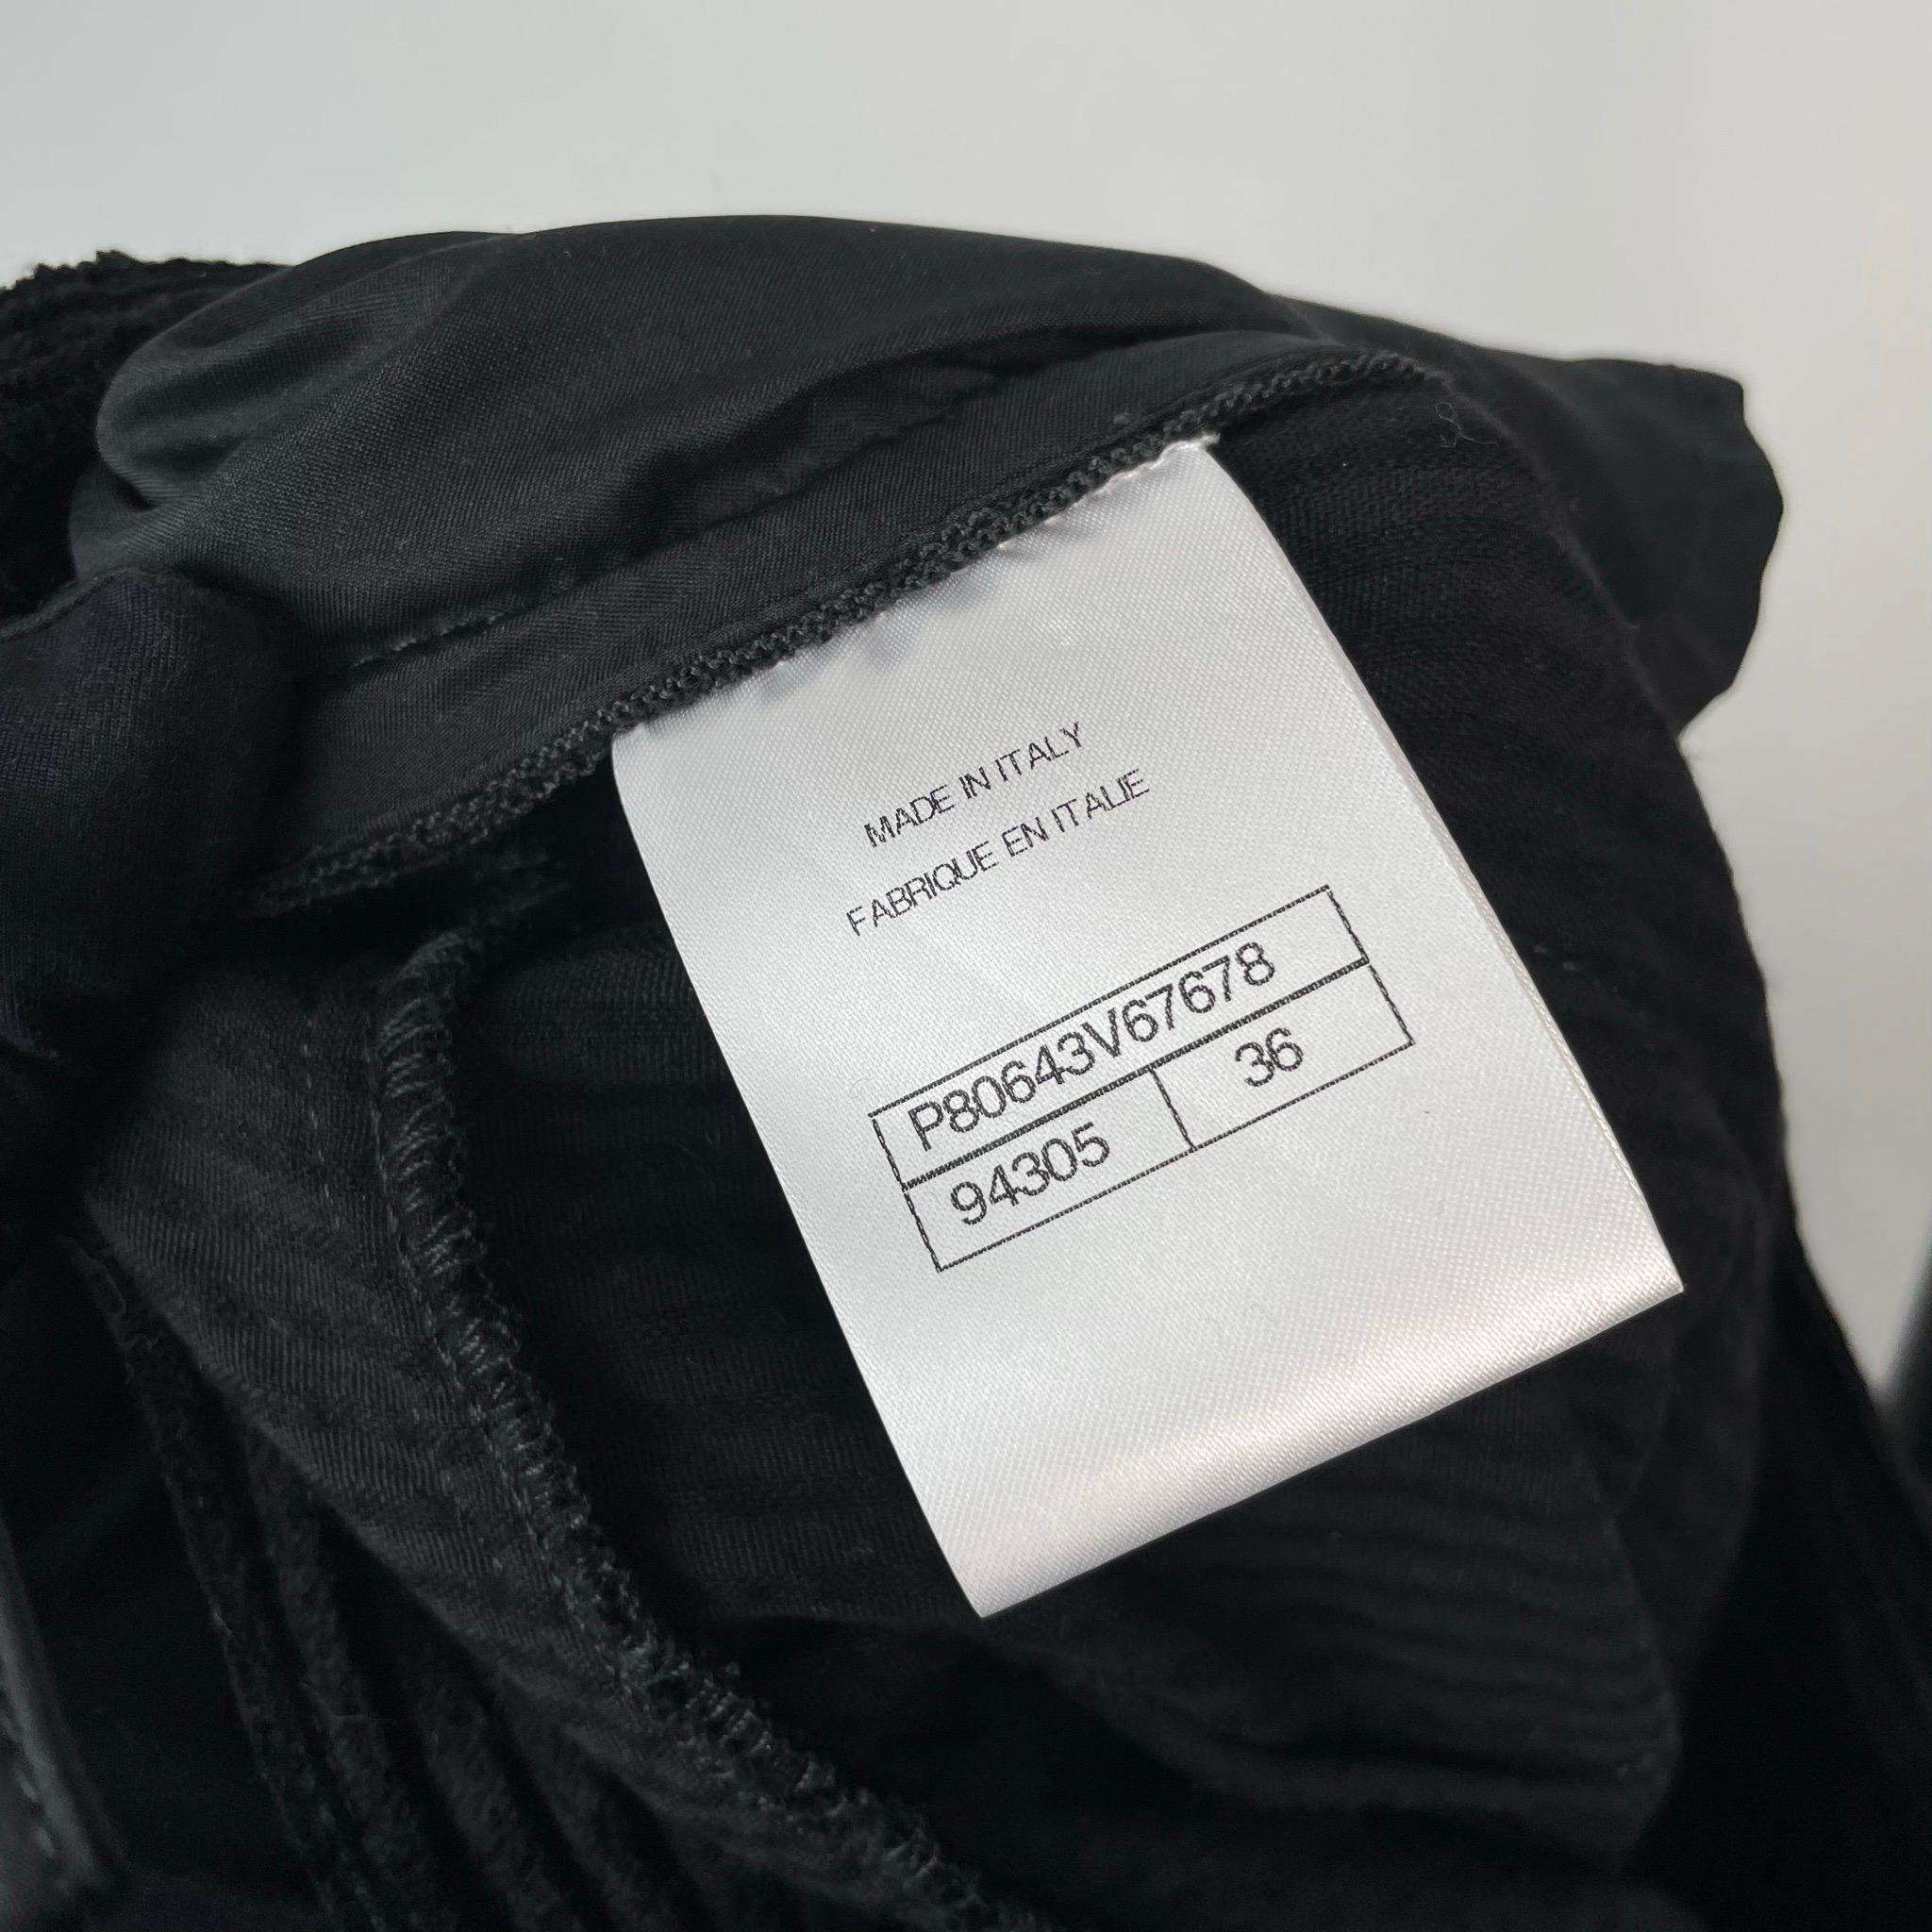 MADE IN ITALY
FABRIQUE EN ITALIE
P80643V67678
94305 36